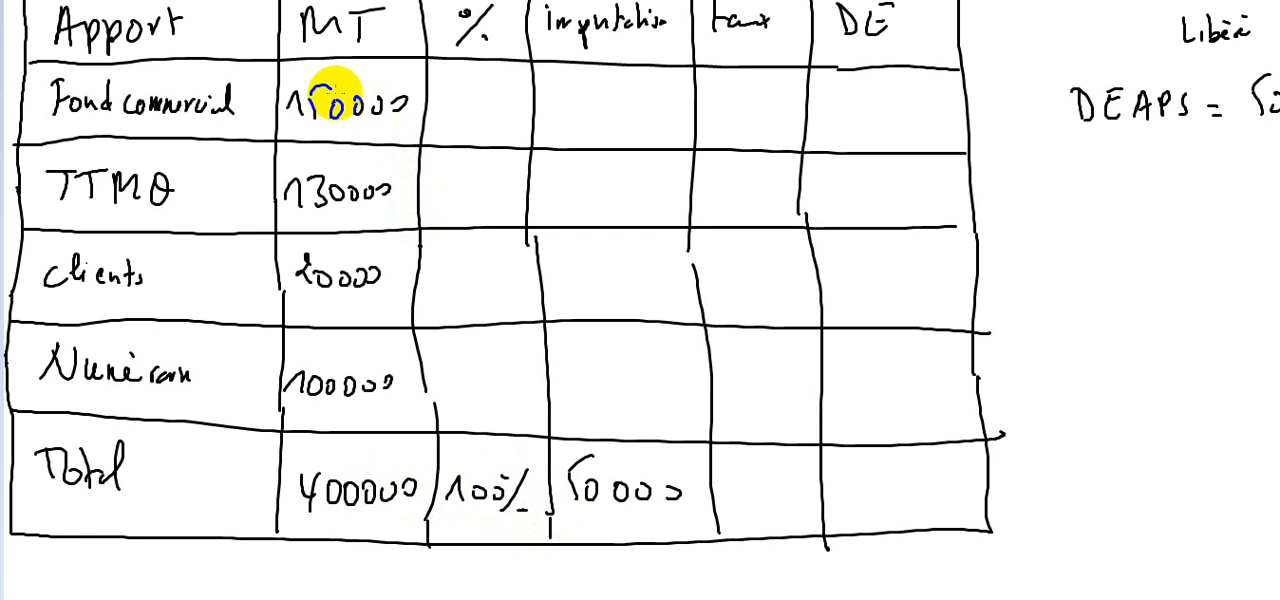 Apport MT % imputation taux DE Libéré
Fond commercial 150000 DEAPS = 50
TTMO 130000
Clients 20000
Numéraire 100000
Total 400000 100% 50000